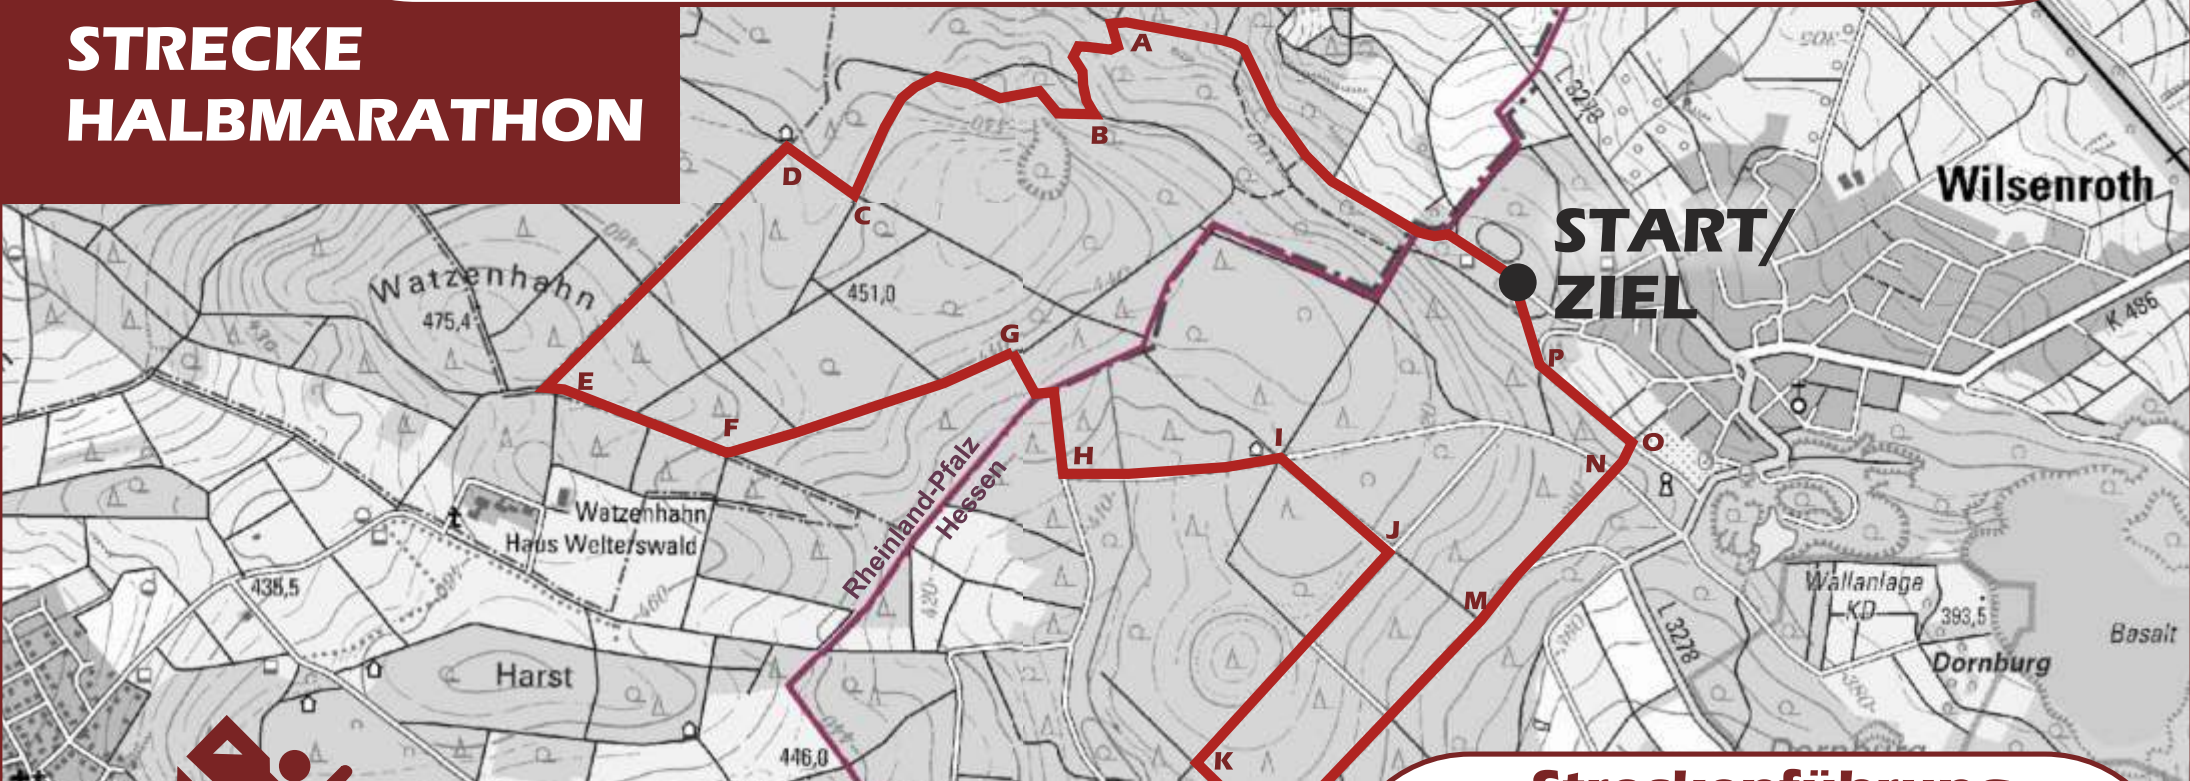 STRECKE
HALBMARATHON
A
B
C
D
E
F
G
H
I
J
K
M
N
O
P
START/
ZIEL
Wilsenroth
L 3278
K 486
Watzenhahn
475,4
451,0
Rheinland-Pfalz
Hessen
Watzenhahn
Haus Welterswald
435,5
Harst
446,0
Wallanlage
KD
393,5
Dornburg
Basalt
L 3278